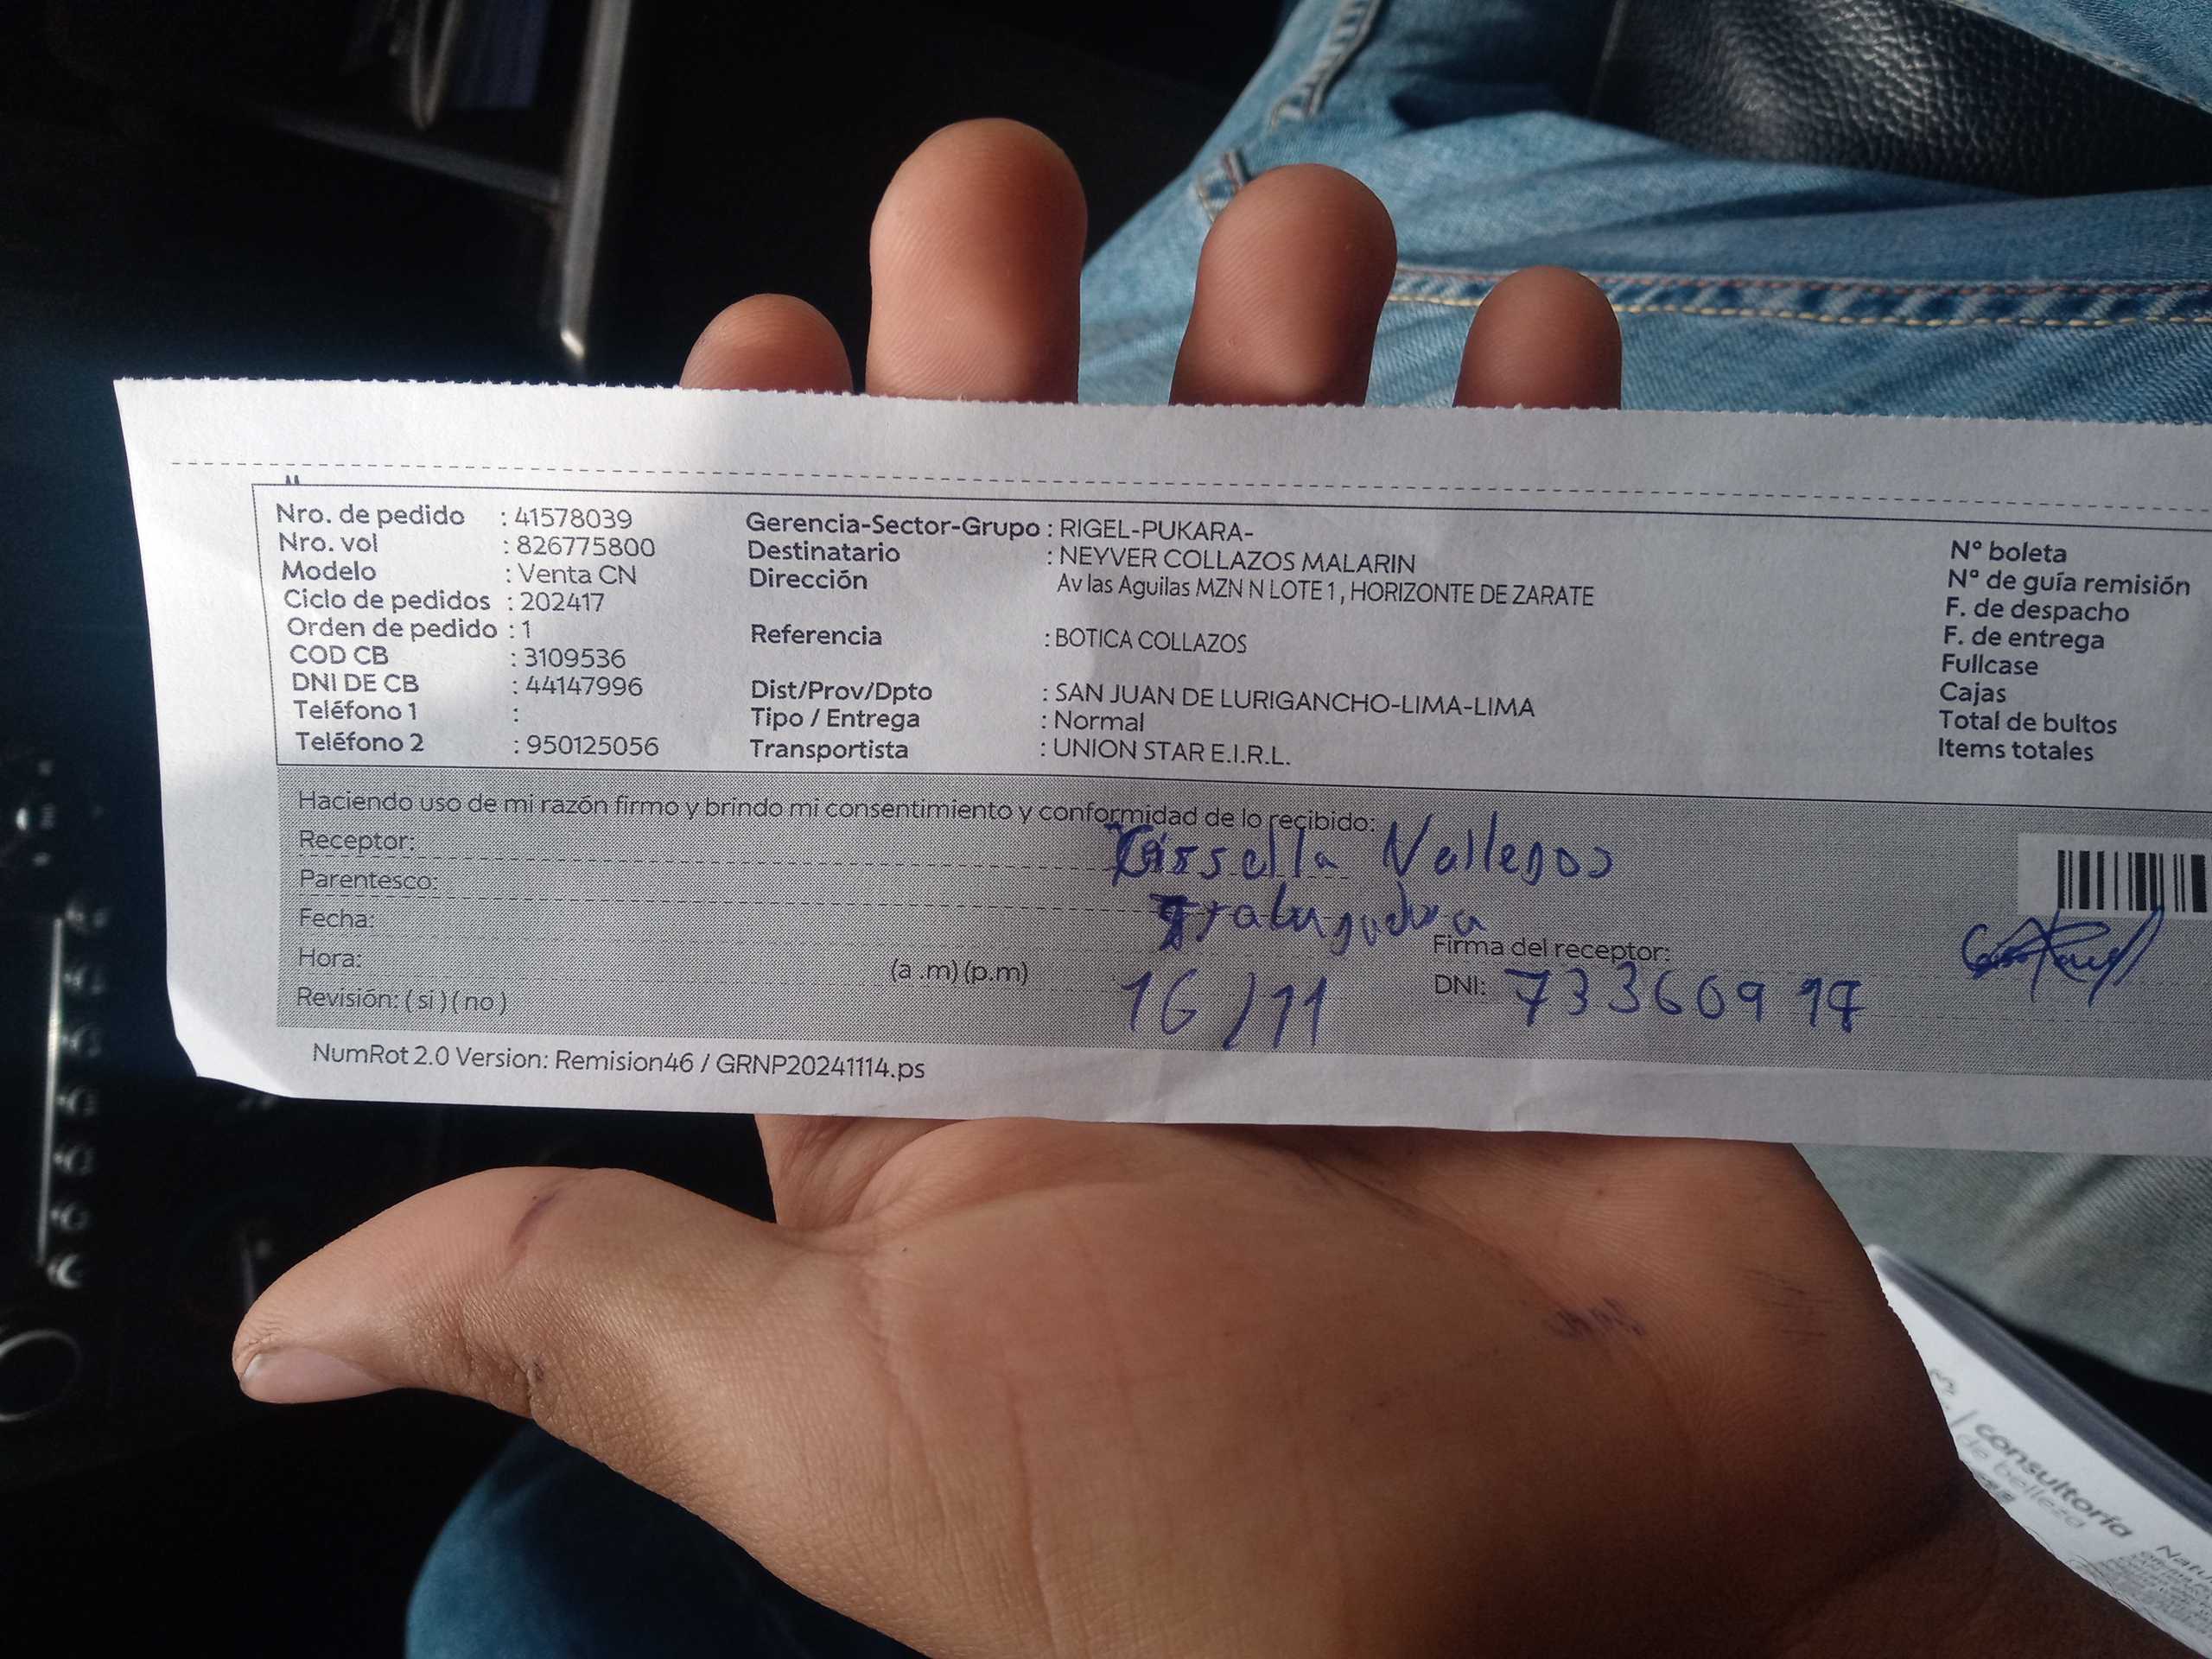 Nro. de pedido : 41578039
Nro. vol : 826775800
Modelo : Venta CN
Ciclo de pedidos : 202417
Orden de pedido : 1
COD CB : 3109536
DNI DE CB : 44147996
Teléfono 1 :
Teléfono 2 : 950125056
Gerencia-Sector-Grupo : RIGEL-PUKARA-
Destinatario : NEYVER COLLAZOS MALARIN
Dirección Av las Aguilas MZN N LOTE 1 , HORIZONTE DE ZARATE
Referencia : BOTICA COLLAZOS
Dist/Prov/Dpto : SAN JUAN DE LURIGANCHO-LIMA-LIMA
Tipo / Entrega : Normal
Transportista : UNION STAR E.I.R.L.
N° boleta
N° de guía remisión
F. de despacho
F. de entrega
Fullcase
Cajas
Total de bultos
Items totales
Haciendo uso de mi razón firmo y brindo mi consentimiento y conformidad de lo recibido:
Receptor: Gissella
Parentesco:
Fecha:
Firma del receptor:
Hora: (a .m) (p.m) 16/11
DNI: 733609
Revisión: ( si ) ( no )
NumRot 2.0 Version: Remision46 / GRNP20241114.ps
consultoría
de belleza